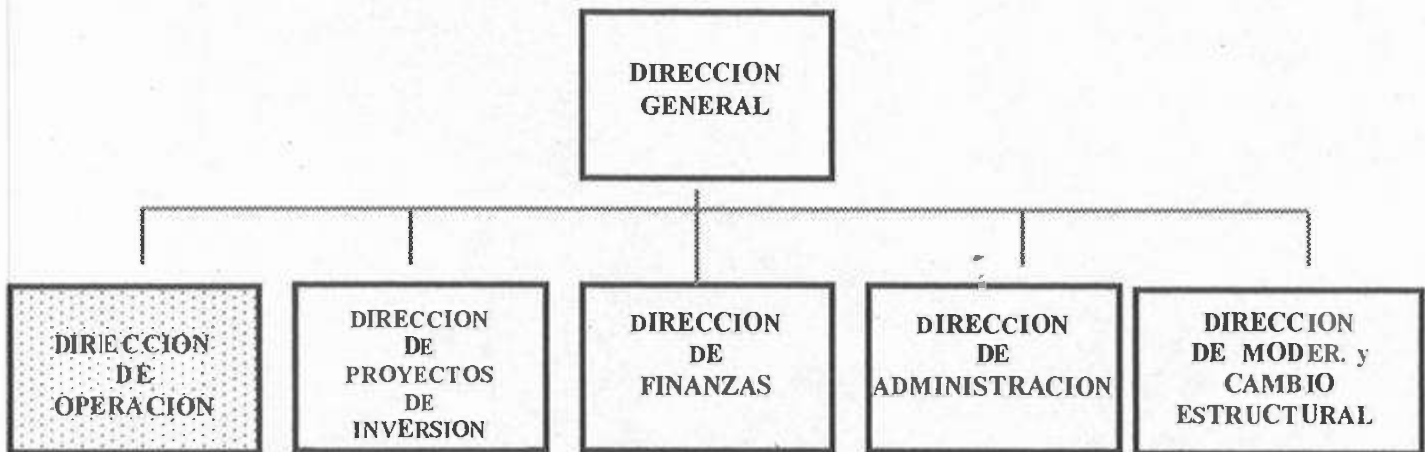 DIRECCION
GENERAL
DIRECCION
DE
OPERACION
DIRECCION
DE
PROYECTOS
DE
INVERSION
DIRECCION
DE
FINANZAS
DIRECCION
DE
ADMINISTRACION
DIRECCION
DE MODER. y
CAMBIO
ESTRUCTURAL